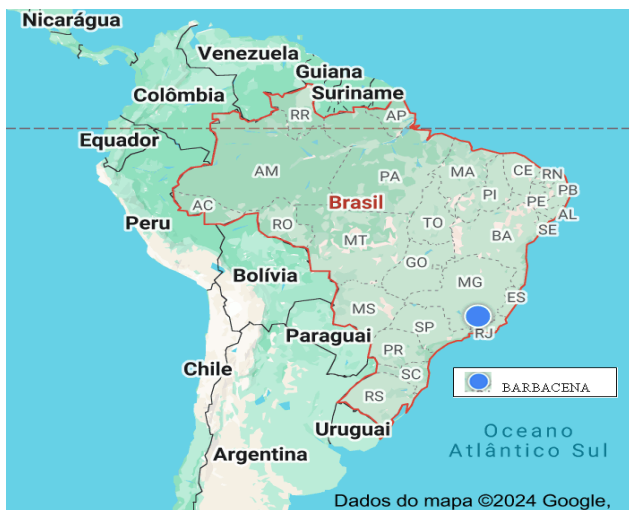 Nicarágua
Venezuela
Guiana
Suriname
Colômbia
RR
AP
Equador
AM
PA
MA
CE
RN
PI
PB
PE
AL
SE
AC
Brasil
RO
TO
BA
Peru
MT
GO
Bolívia
MG
ES
MS
SP
RJ
Paraguai
PR
Chile
SC
RS
BARBACENA
Uruguai
Oceano
Atlântico Sul
Argentina
Dados do mapa ©2024 Google,